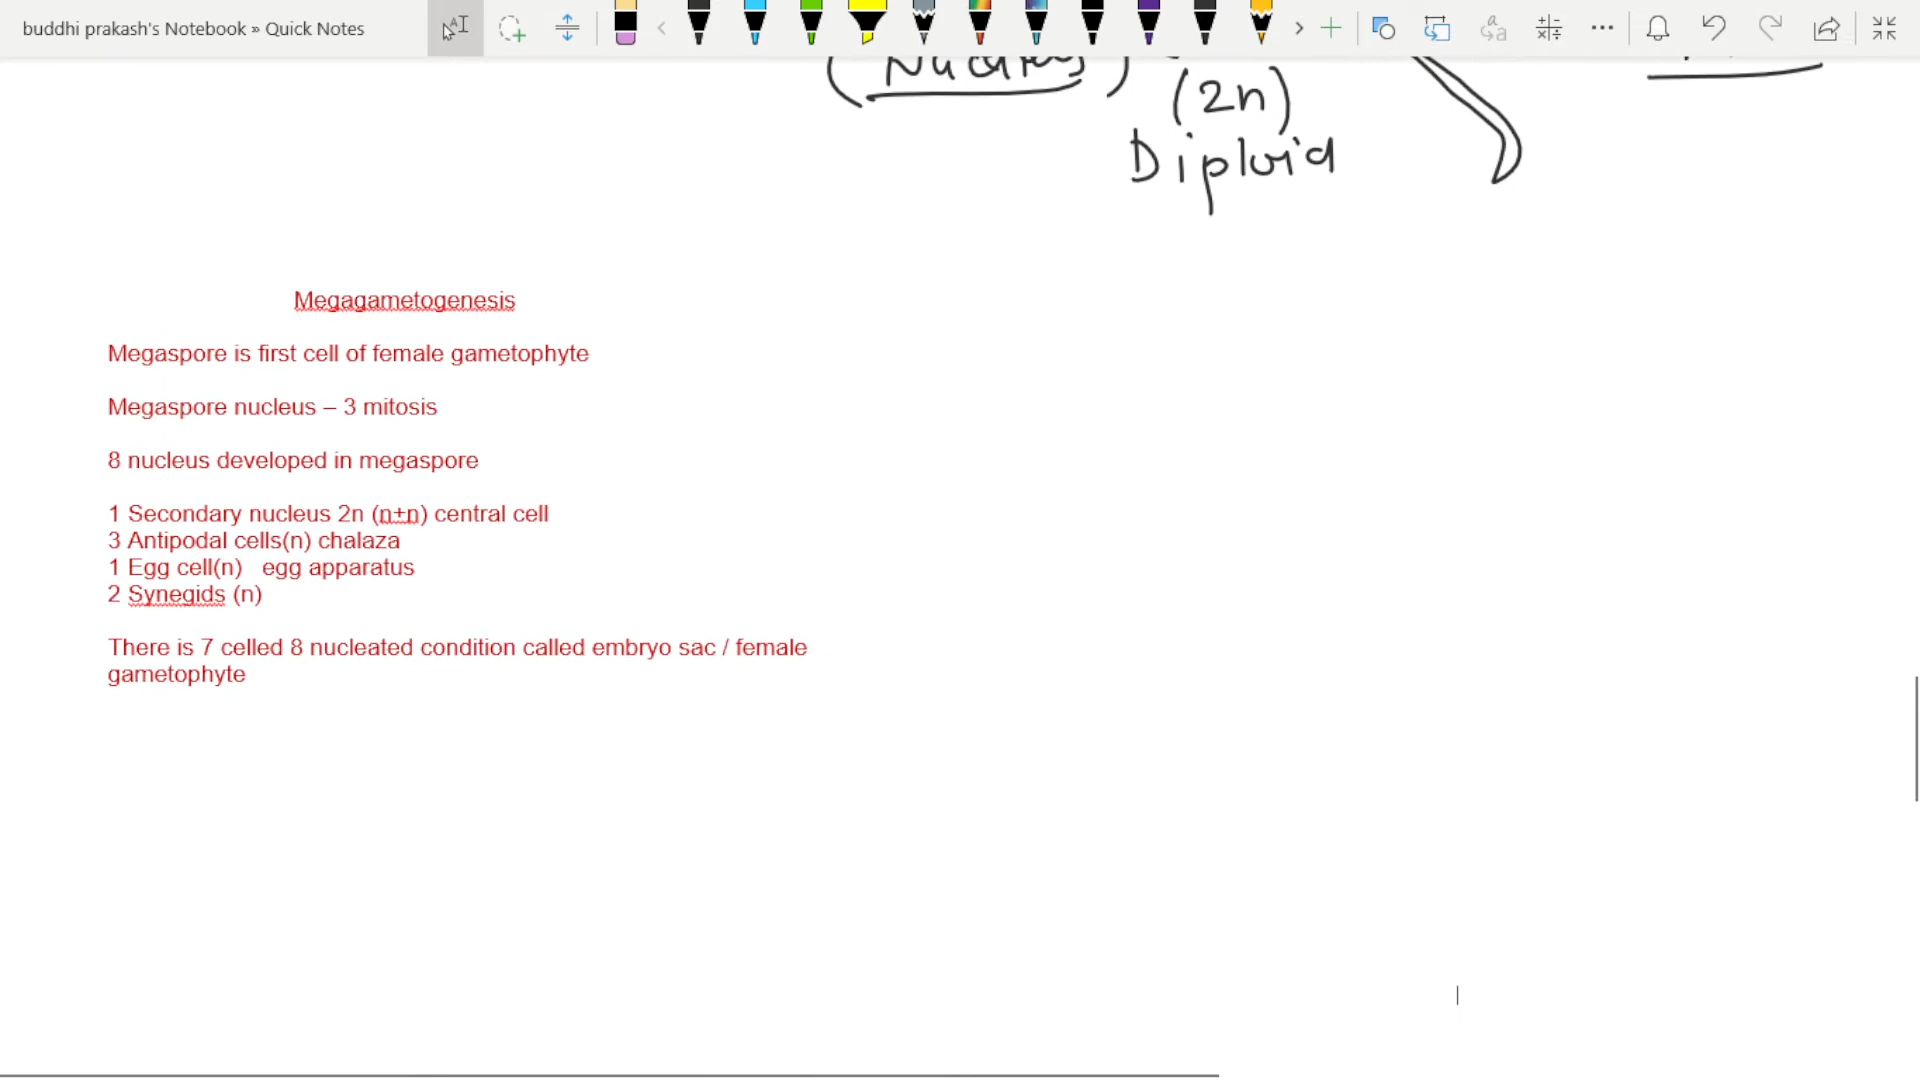 buddhi prakash's Notebook » Quick Notes
(Nucleus)
(2n)
Diploid
Megagametogenesis
Megaspore is first cell of female gametophyte
Megaspore nucleus – 3 mitosis
8 nucleus developed in megaspore
1 Secondary nucleus 2n (n+n) central cell
3 Antipodal cells(n) chalaza
1 Egg cell(n) egg apparatus
2 Synegids (n)
There is 7 celled 8 nucleated condition called embryo sac / female
gametophyte